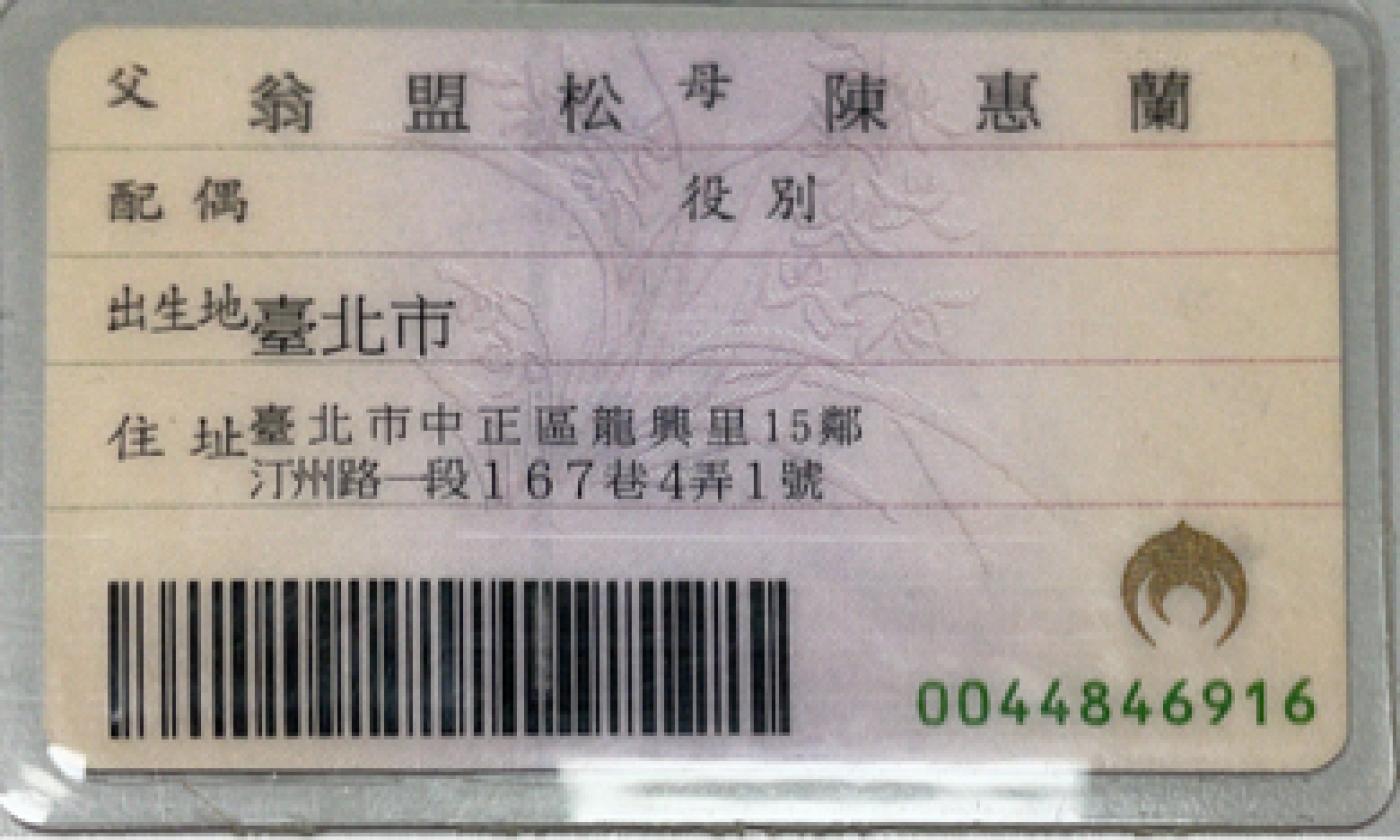 父 翁盟松 母 陳惠蘭
配偶 役別
出生地 臺北市
住址 臺北市中正區龍興里15鄰
汀州路一段167巷4弄1號
0044846916